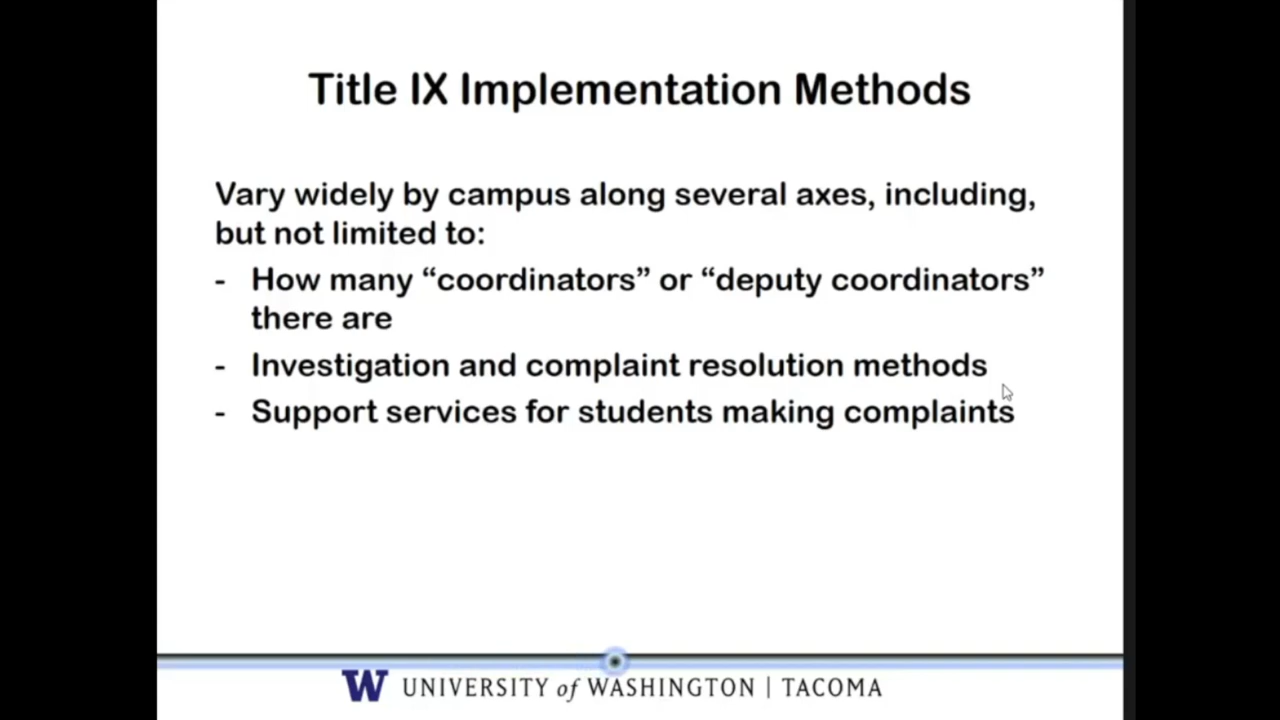 Title IX Implementation Methods
Vary widely by campus along several axes, including,
but not limited to:
- How many “coordinators” or “deputy coordinators”
there are
- Investigation and complaint resolution methods
- Support services for students making complaints
W UNIVERSITY of WASHINGTON | TACOMA